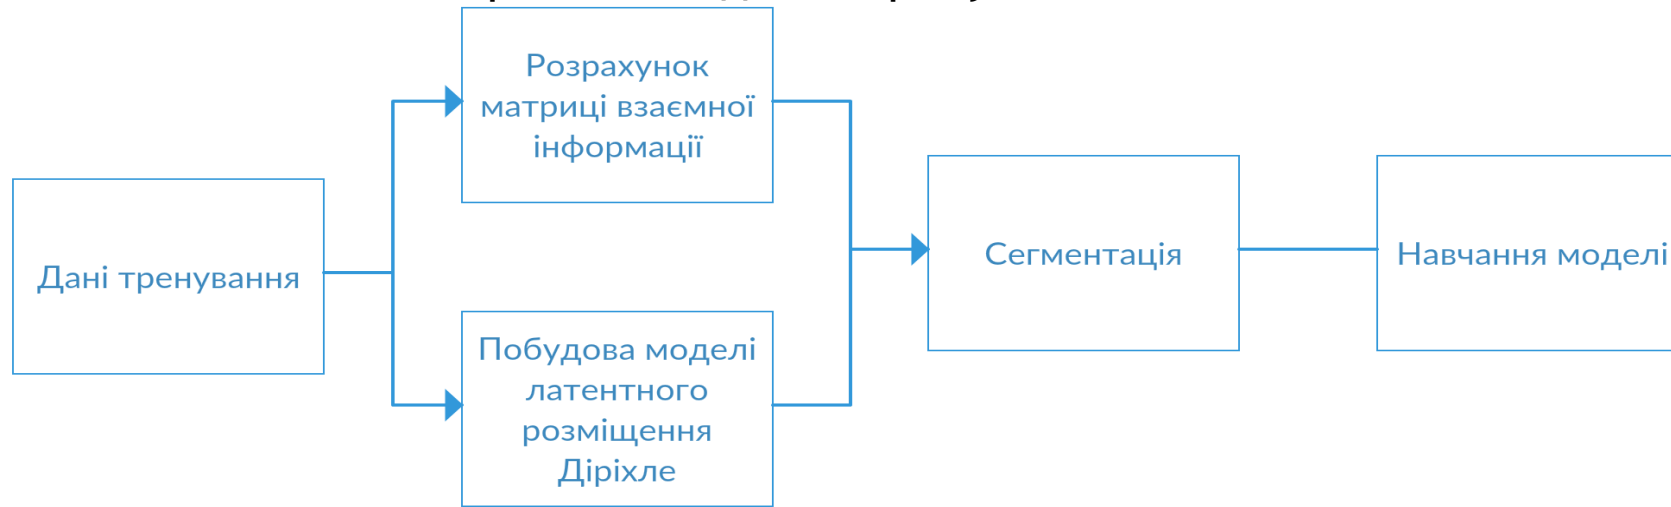 Розрахунок
матриці взаємної
інформації
Дані тренування
Сегментація
Навчання моделі
Побудова моделі
латентного
розміщення
Діріхле